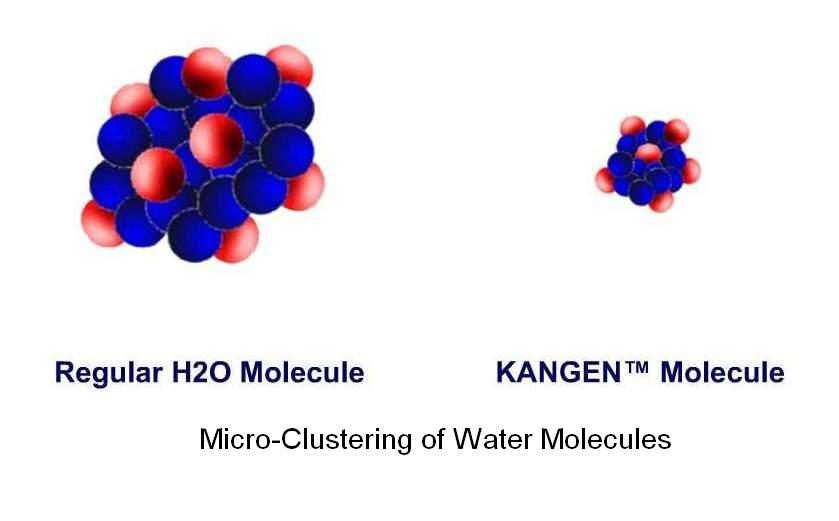 Regular H2O Molecule
KANGEN™ Molecule
Micro-Clustering of Water Molecules